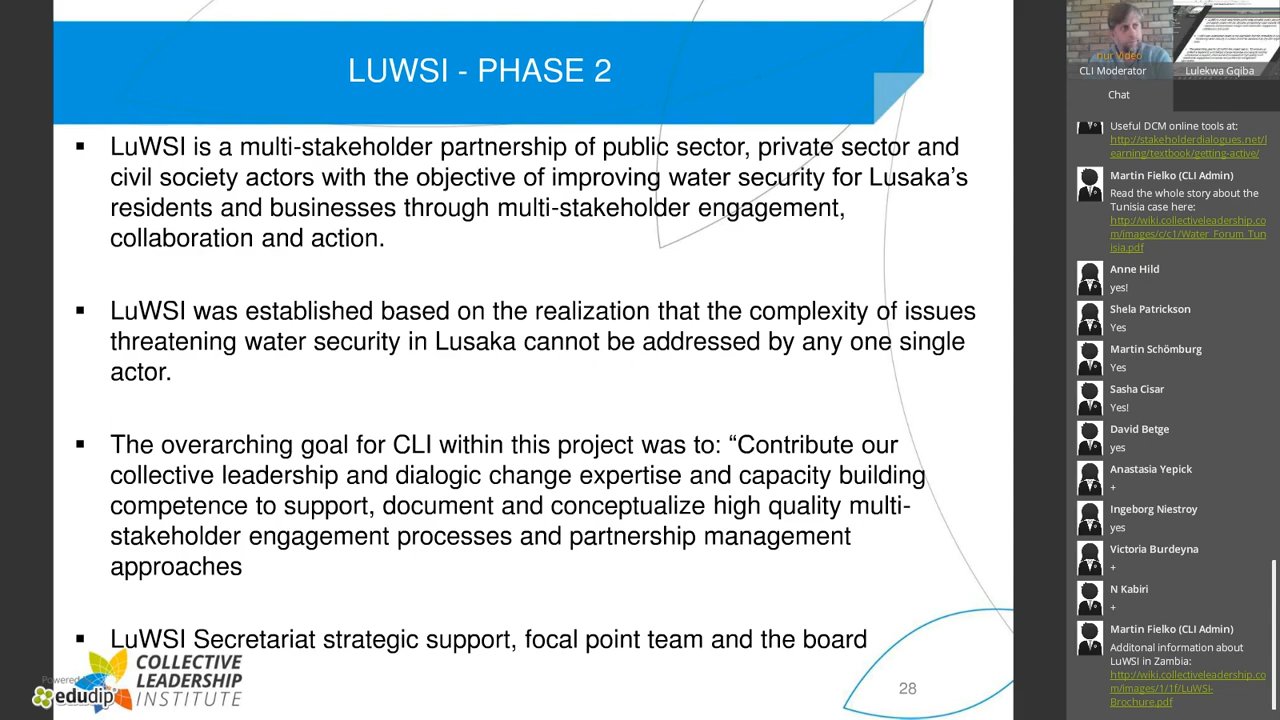 LUWSI - PHASE 2
▪ LuWSI is a multi-stakeholder partnership of public sector, private sector and
civil society actors with the objective of improving water security for Lusaka’s
residents and businesses through multi-stakeholder engagement,
collaboration and action.
▪ LuWSI was established based on the realization that the complexity of issues
threatening water security in Lusaka cannot be addressed by any one single
actor.
▪ The overarching goal for CLI within this project was to: “Contribute our
collective leadership and dialogic change expertise and capacity building
competence to support, document and conceptualize high quality multi-
stakeholder engagement processes and partnership management
approaches
▪ LuWSI Secretariat strategic support, focal point team and the board
COLLECTIVE
LEADERSHIP
INSTITUTE
Powered
edudip
28
our Video
CLI Moderator
Lulekwa Gqiba
Chat
Useful DCM online tools at:
http://stakeholderdialogues.net/l
earning/textbook/getting-active/
Martin Fielko (CLI Admin)
Read the whole story about the
Tunisia case here:
http://wiki.collectiveleadership.co
m/images/c/c1/Water_Forum_Tun
isia.pdf
Anne Hild
yes!
Shela Patrickson
Yes
Martin Schömburg
Yes
Sasha Cisar
Yes!
David Betge
yes
Anastasia Yepick
+
Ingeborg Niestroy
yes
Victoria Burdeyna
+
N Kabiri
+
Martin Fielko (CLI Admin)
Additonal information about
LuWSI in Zambia:
http://wiki.collectiveleadership.co
m/images/1/1f/LuWSI-
Brochure.pdf